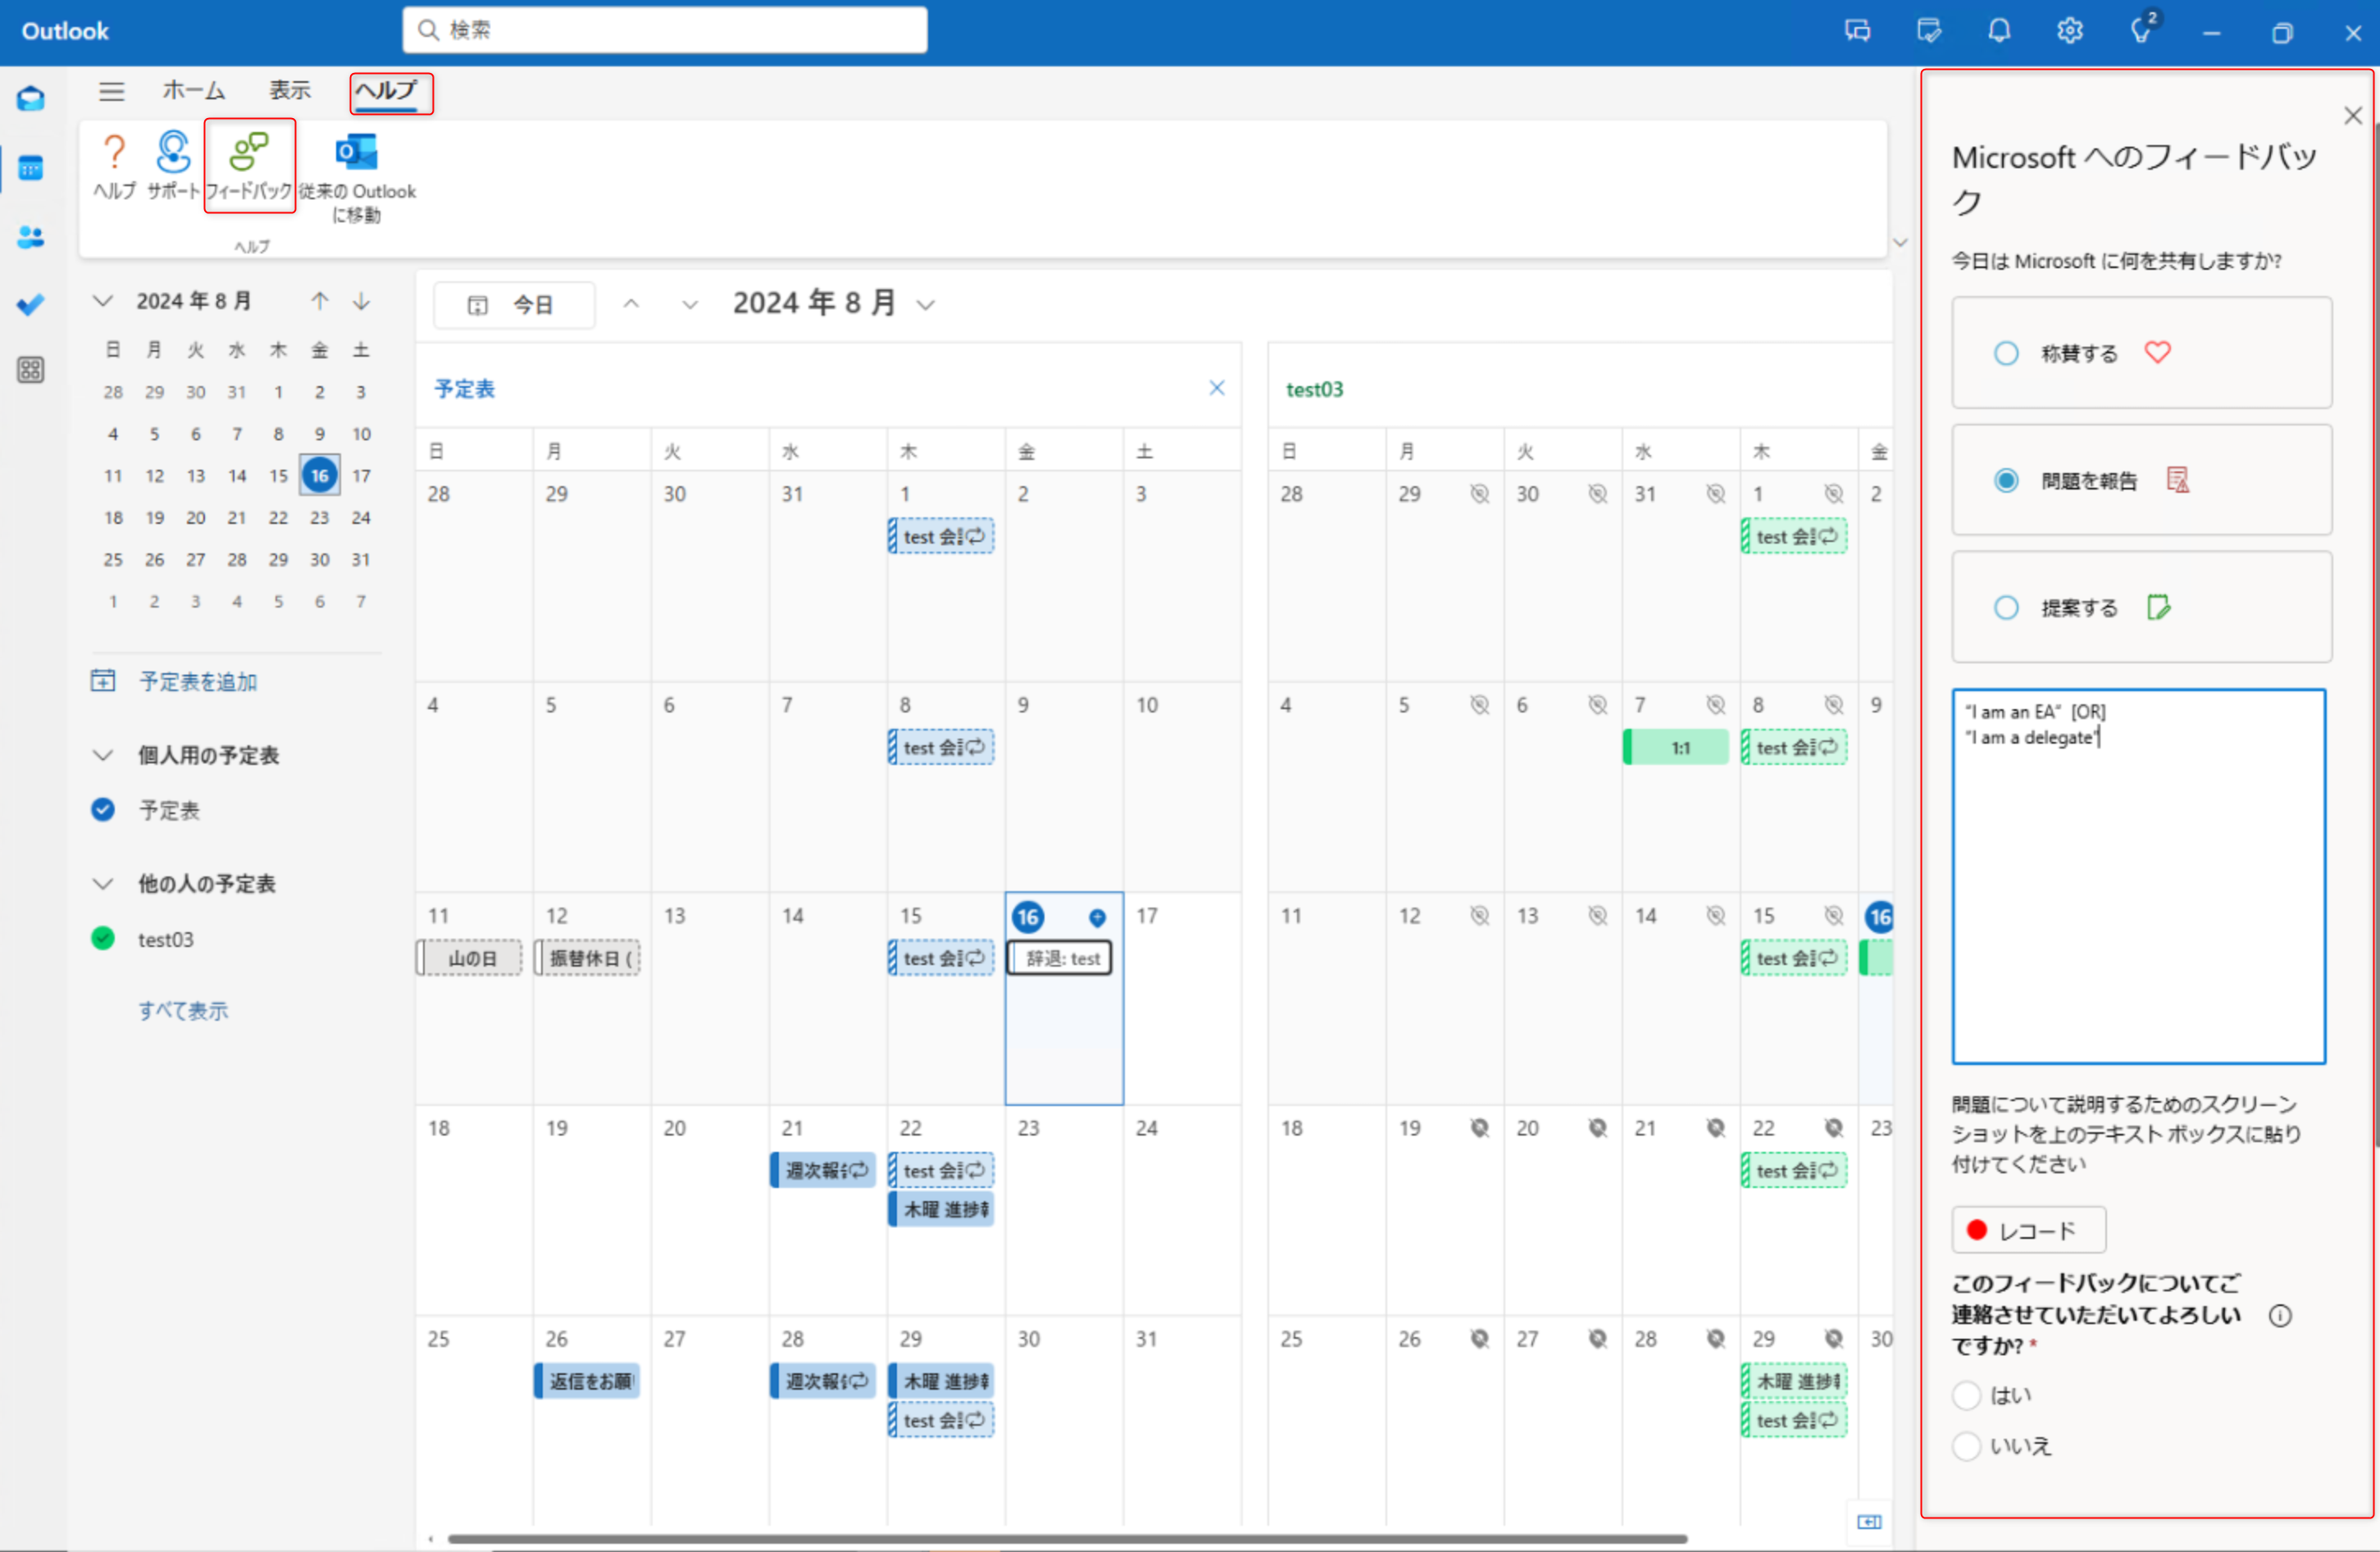 Outlook
検索
2
ホーム 表示 ヘルプ
ヘルプ サポート フィードバック 従来の Outlook
に移動
ヘルプ
2024 年 8 月
日 月 火 水 木 金 土
28 29 30 31 1 2 3
4 5 6 7 8 9 10
11 12 13 14 15 16 17
18 19 20 21 22 23 24
25 26 27 28 29 30 31
1 2 3 4 5 6 7
予定表を追加
個人用の予定表
予定表
他の人の予定表
test03
すべて表示
今日 2024 年 8 月
予定表
日 月 火 水 木 金 土
28 29 30 31 1 2 3
test 会
4 5 6 7 8 9 10
test 会
11 12 13 14 15 16 17
山の日 振替休日 ( test 会 辞退: test
18 19 20 21 22 23 24
週次報 test 会
木曜 進捗
25 26 27 28 29 30 31
返信をお願 週次報 木曜 進捗
test 会
test03
日 月 火 水 木 金
28 29 30 31 1 2
test 会
4 5 6 7 8 9
1:1 test 会
11 12 13 14 15 16
test 会
18 19 20 21 22 23
test 会
25 26 27 28 29 30
木曜 進捗
test 会
Microsoft へのフィードバッ
ク
今日は Microsoft に何を共有しますか?
称賛する
問題を報告
提案する
"I am an EA" [OR]
"I am a delegate"
問題について説明するためのスクリーン
ショットを上のテキスト ボックスに貼り
付けてください
レコード
このフィードバックについてご
連絡させていただいてよろしい
ですか? *
はい
いいえ